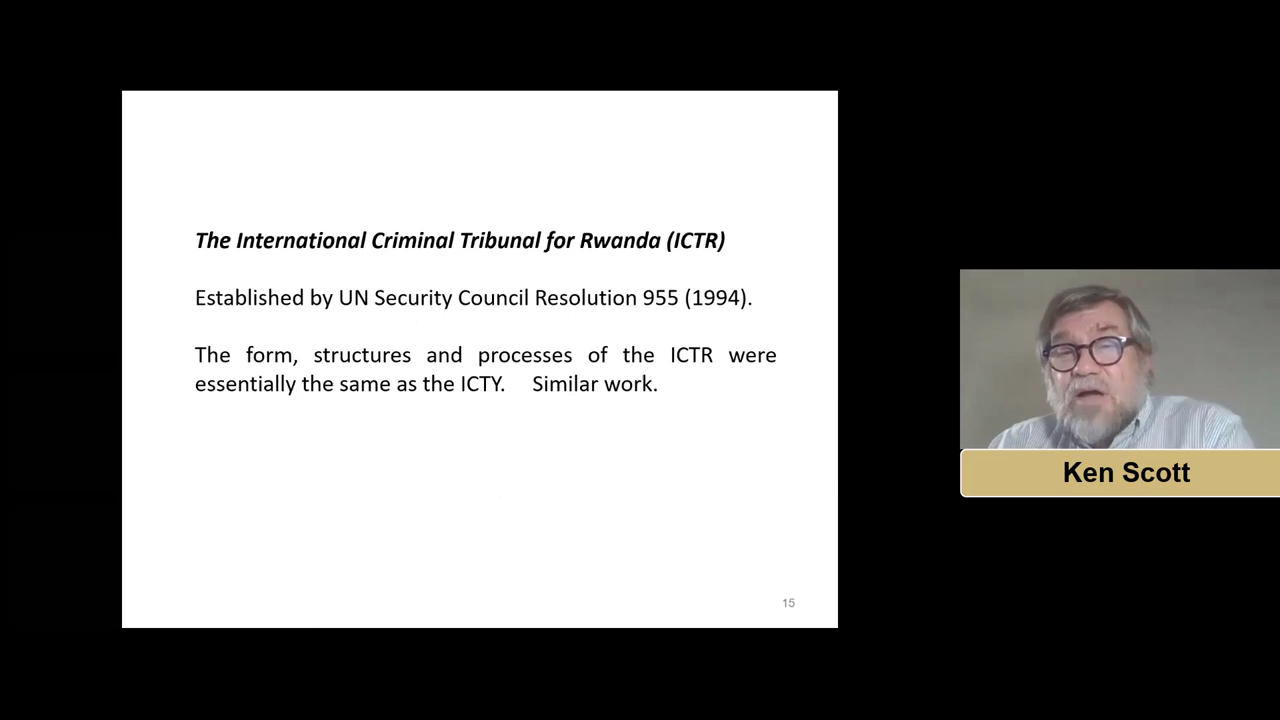 The International Criminal Tribunal for Rwanda (ICTR)
Established by UN Security Council Resolution 955 (1994).
The form, structures and processes of the ICTR were
essentially the same as the ICTY. Similar work.
15
Ken Scott